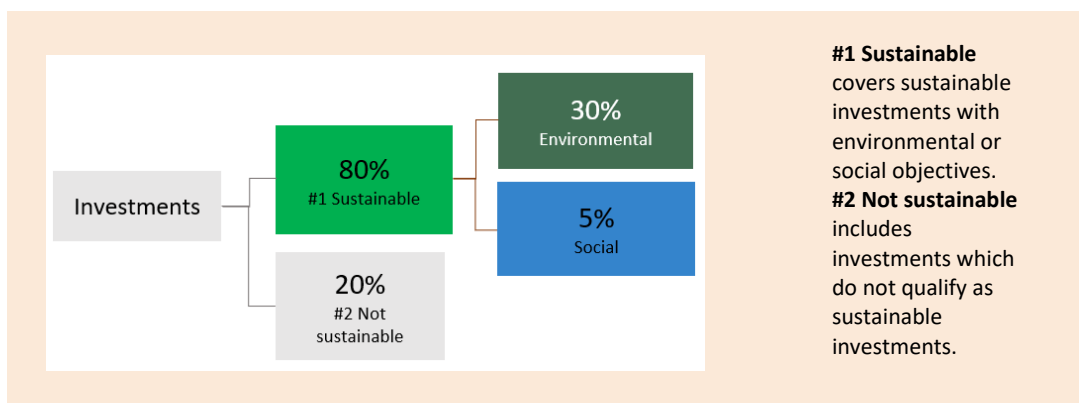 Investments
80%
#1 Sustainable
20%
#2 Not
sustainable
30%
Environmental
5%
Social
#1 Sustainable
covers sustainable
investments with
environmental or
social objectives.
#2 Not sustainable
includes
investments which
do not qualify as
sustainable
investments.